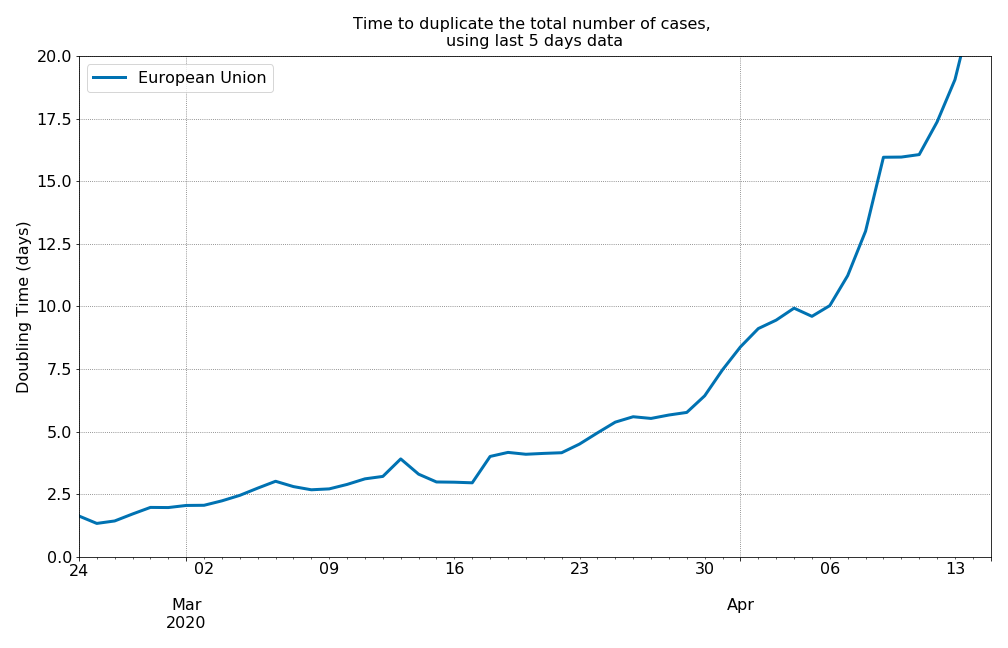 Time to duplicate the total number of cases,
using last 5 days data
European Union
Doubling Time (days)
20.0
17.5
15.0
12.5
10.0
7.5
5.0
2.5
0.0
24 02 09 16 23 30 06 13
Mar Apr
2020